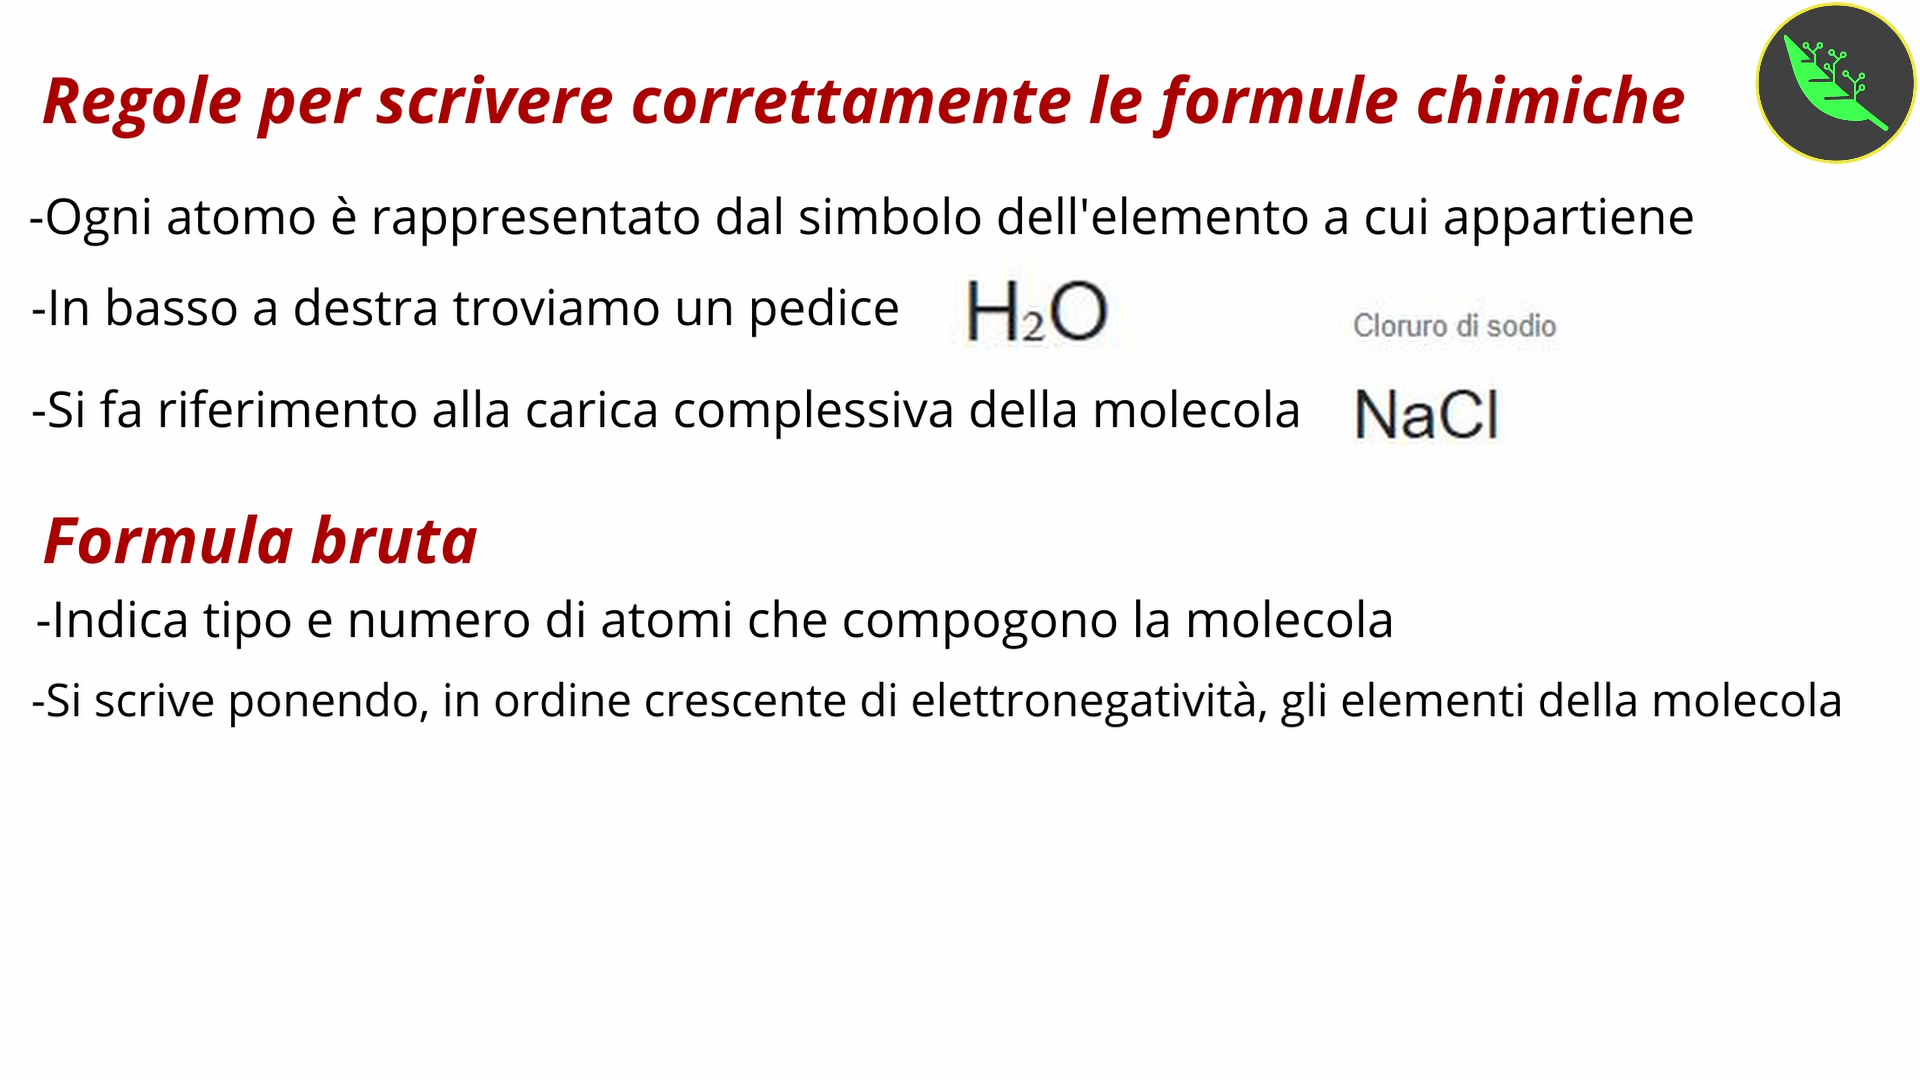 Regole per scrivere correttamente le formule chimiche
-Ogni atomo è rappresentato dal simbolo dell'elemento a cui appartiene
-In basso a destra troviamo un pedice H₂O
Cloruro di sodio
-Si fa riferimento alla carica complessiva della molecola NaCl
Formula bruta
-Indica tipo e numero di atomi che compogono la molecola
-Si scrive ponendo, in ordine crescente di elettronegatività, gli elementi della molecola